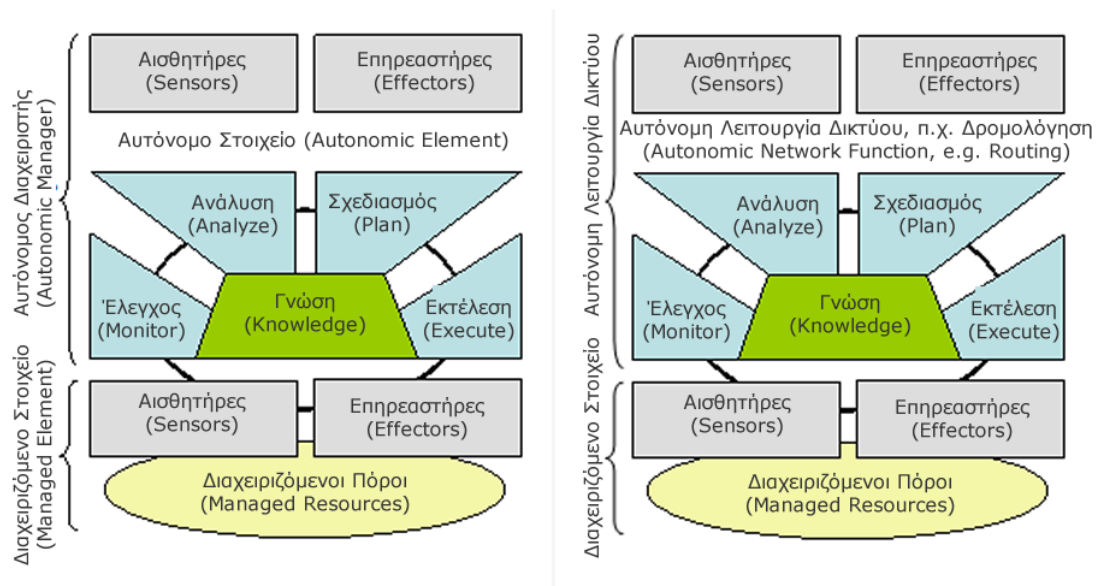 Αισθητήρες
(Sensors)
Επηρεαστήρες
(Effectors)
Αυτόνομο Στοιχείο (Autonomic Element)
Ανάλυση
(Analyze)
Σχεδιασμός
(Plan)
Έλεγχος
(Monitor)
Γνώση
(Knowledge)
Εκτέλεση
(Execute)
Αισθητήρες
(Sensors)
Επηρεαστήρες
(Effectors)
Διαχειριζόμενοι Πόροι
(Managed Resources)
Αυτόνομος Διαχειριστής
(Autonomic Manager)
Διαχειριζόμενο Στοιχείο
(Managed Element)
Αισθητήρες
(Sensors)
Επηρεαστήρες
(Effectors)
Αυτόνομη Λειτουργία Δικτύου, π.χ. Δρομολόγηση
(Autonomic Network Function, e.g. Routing)
Ανάλυση
(Analyze)
Σχεδιασμός
(Plan)
Έλεγχος
(Monitor)
Γνώση
(Knowledge)
Εκτέλεση
(Execute)
Αισθητήρες
(Sensors)
Επηρεαστήρες
(Effectors)
Διαχειριζόμενοι Πόροι
(Managed Resources)
Αυτόνομη Λειτουργία Δικτύου
Διαχειριζόμενο Στοιχείο